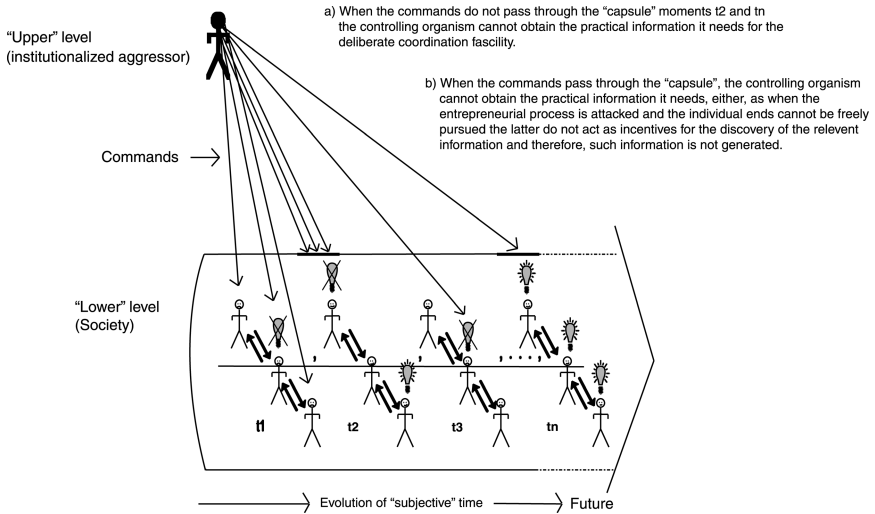 a) When the commands do not pass through the “capsule” moments t2 and tn
the controlling organism cannot obtain the practical information it needs for the
deliberate coordination fascility.
“Upper” level
(institutionalized aggressor)
b) When the commands pass through the “capsule”, the controlling organism
cannot obtain the practical information it needs, either, as when the
entrepreneurial process is attacked and the individual ends cannot be freely
pursued the latter do not act as incentives for the discovery of the relevent
information and therefore, such information is not generated.
Commands
“Lower” level
(Society)
, , , . . . . ,
t1 t2 t3 tn
Evolution of “subjective” time Future